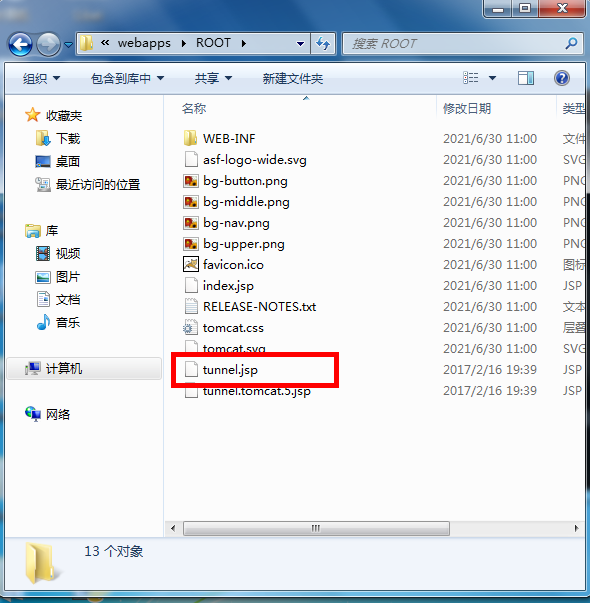 « webapps ▸ ROOT ▸
搜索 ROOT
组织 包含到库中 共享 新建文件夹
名称 修改日期 类型
收藏夹
下载
桌面
最近访问的位置
库
视频
图片
文档
音乐
计算机
网络
WEB-INF 2021/6/30 11:00 文件
asf-logo-wide.svg 2021/6/30 11:00 SVG
bg-button.png 2021/6/30 11:00 PNG
bg-middle.png 2021/6/30 11:00 PNG
bg-nav.png 2021/6/30 11:00 PNG
bg-upper.png 2021/6/30 11:00 PNG
favicon.ico 2021/6/30 11:00 图标
index.jsp 2021/6/30 11:00 JSP
RELEASE-NOTES.txt 2021/6/30 11:00 文本
tomcat.css 2021/6/30 11:00 层叠
tomcat.svg 2021/6/30 11:00 SVG
tunnel.jsp 2017/2/16 19:39 JSP
tunnel.tomcat.5.jsp 2017/2/16 19:39 JSP
13 个对象